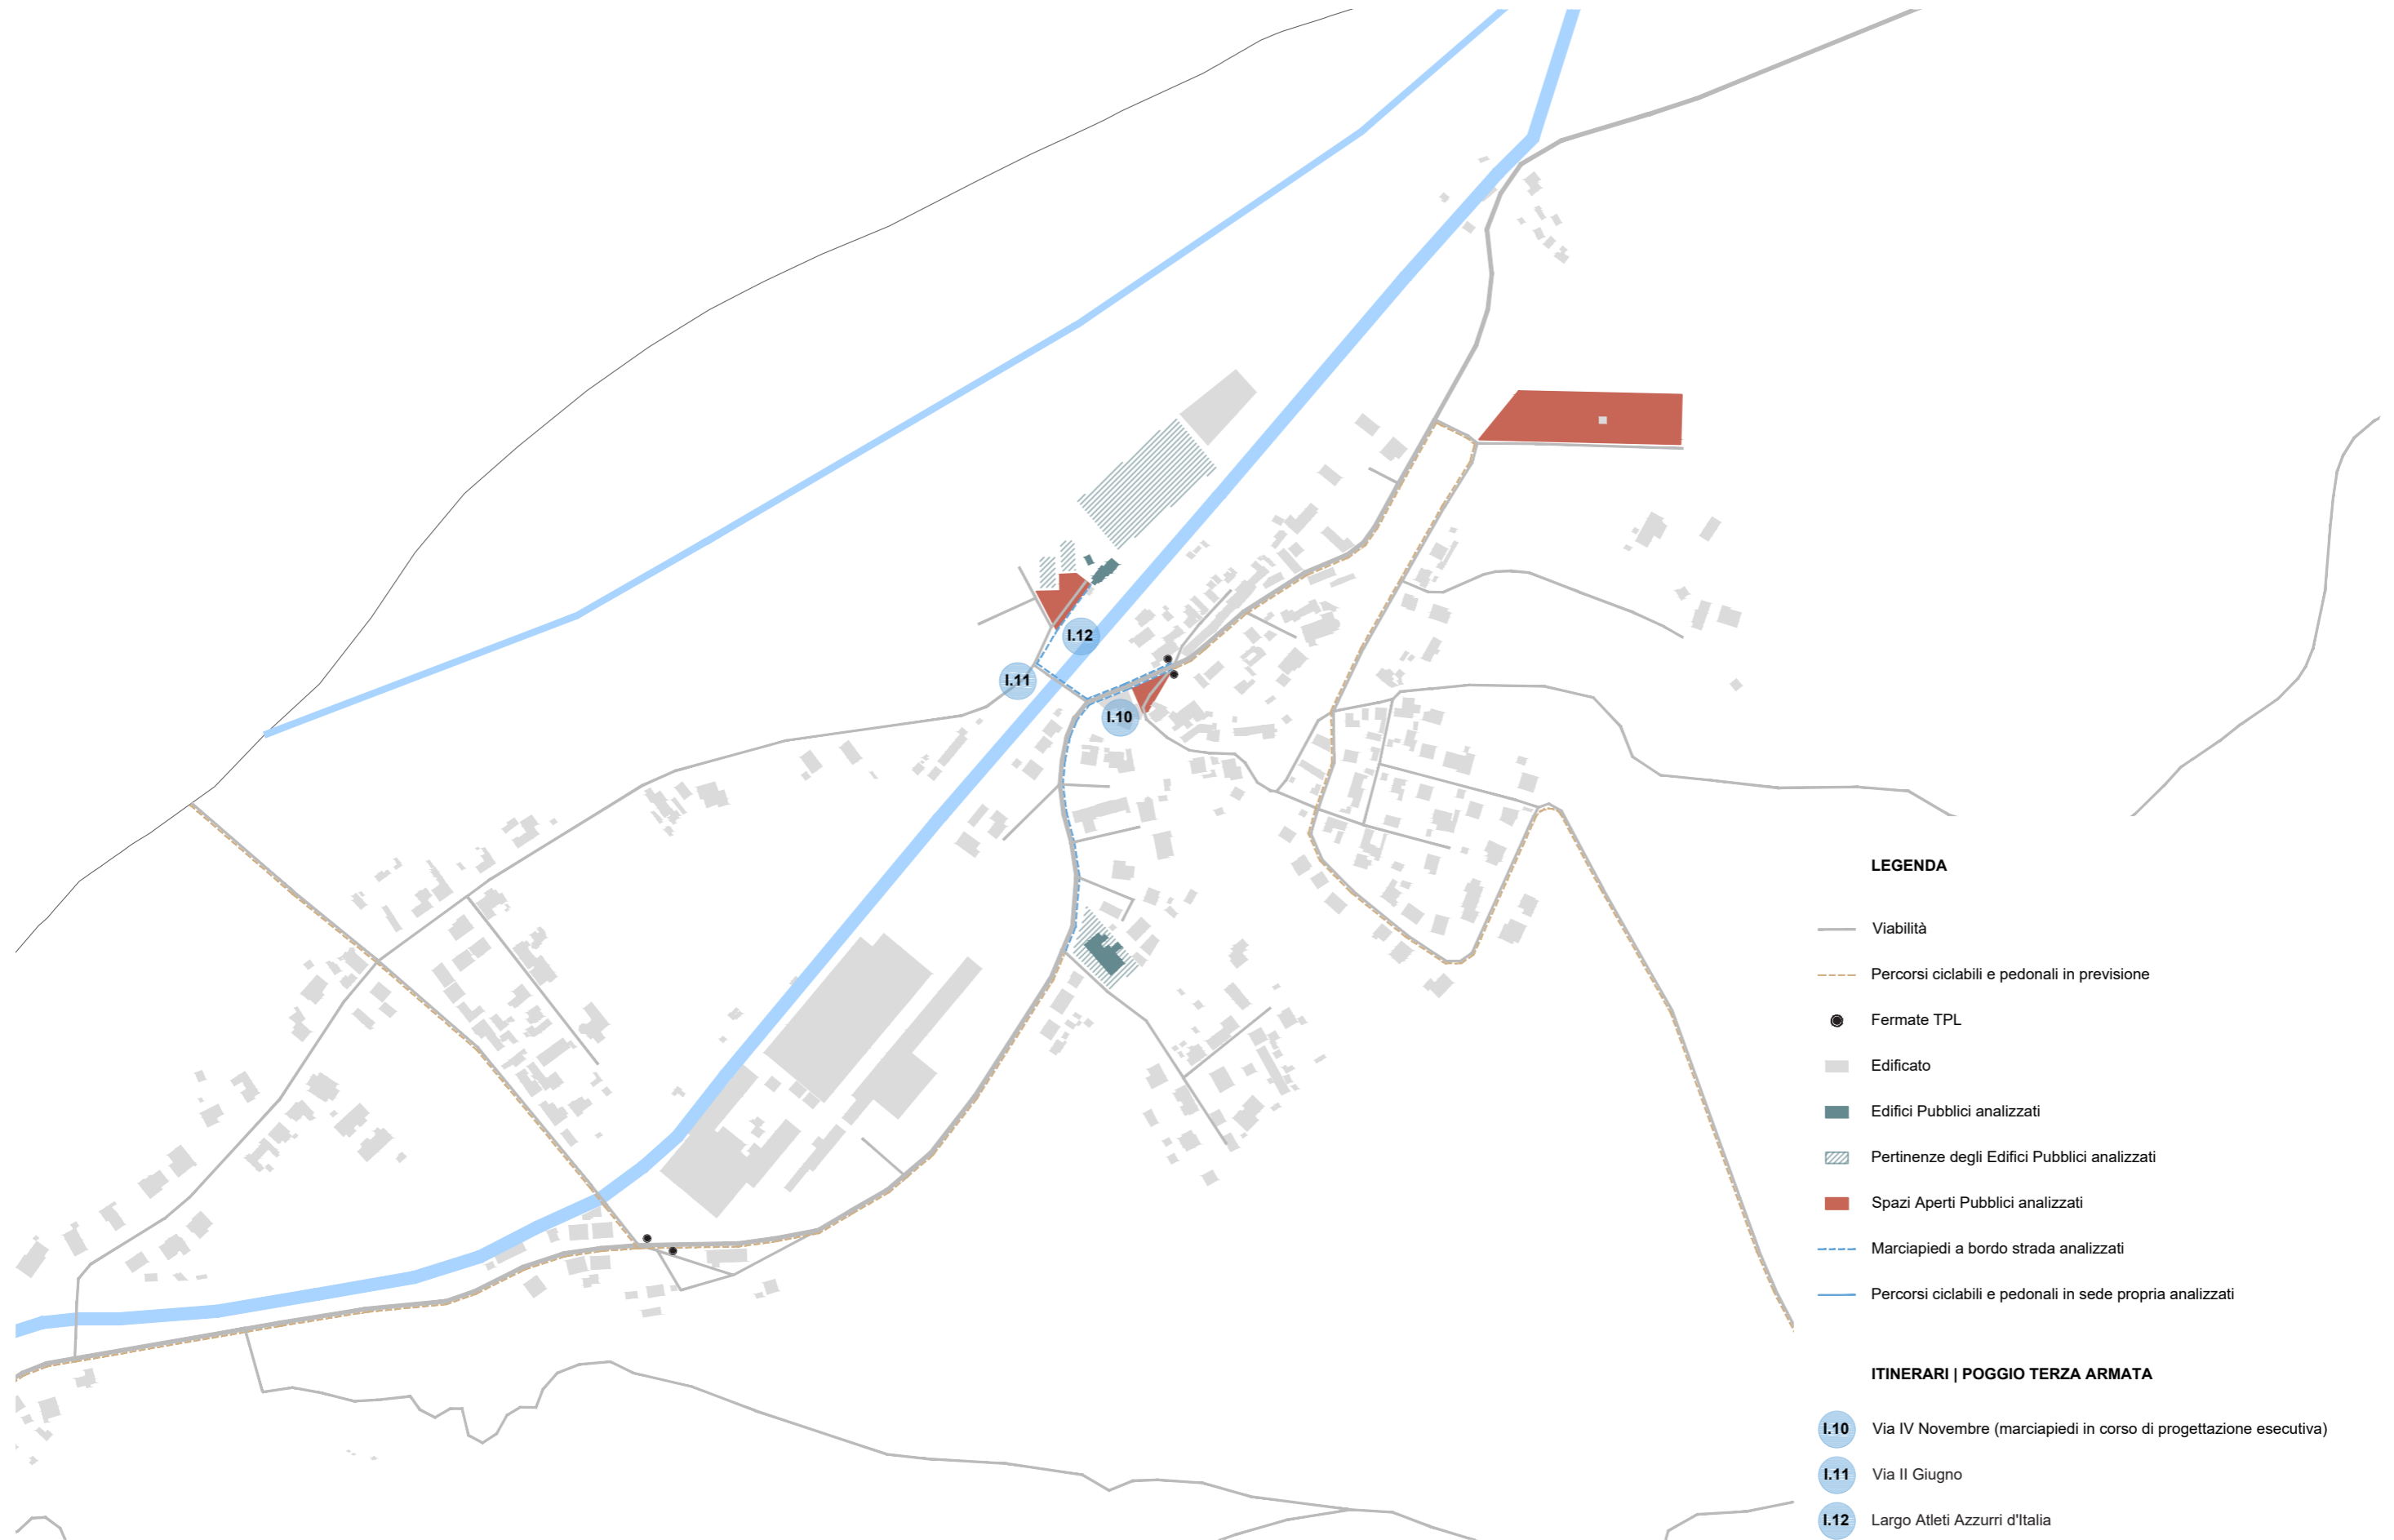 I.12
I.11
I.10
LEGENDA
Viabilità
Percorsi ciclabili e pedonali in previsione
Fermate TPL
Edificato
Edifici Pubblici analizzati
Pertinenze degli Edifici Pubblici analizzati
Spazi Aperti Pubblici analizzati
Marciapiedi a bordo strada analizzati
Percorsi ciclabili e pedonali in sede propria analizzati
ITINERARI | POGGIO TERZA ARMATA
I.10 Via IV Novembre (marciapiedi in corso di progettazione esecutiva)
I.11 Via II Giugno
I.12 Largo Atleti Azzurri d'Italia